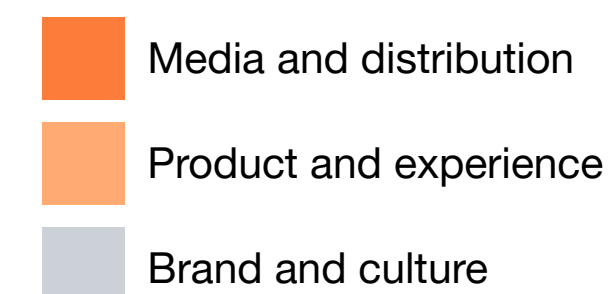 Media and distribution
Product and experience
Brand and culture